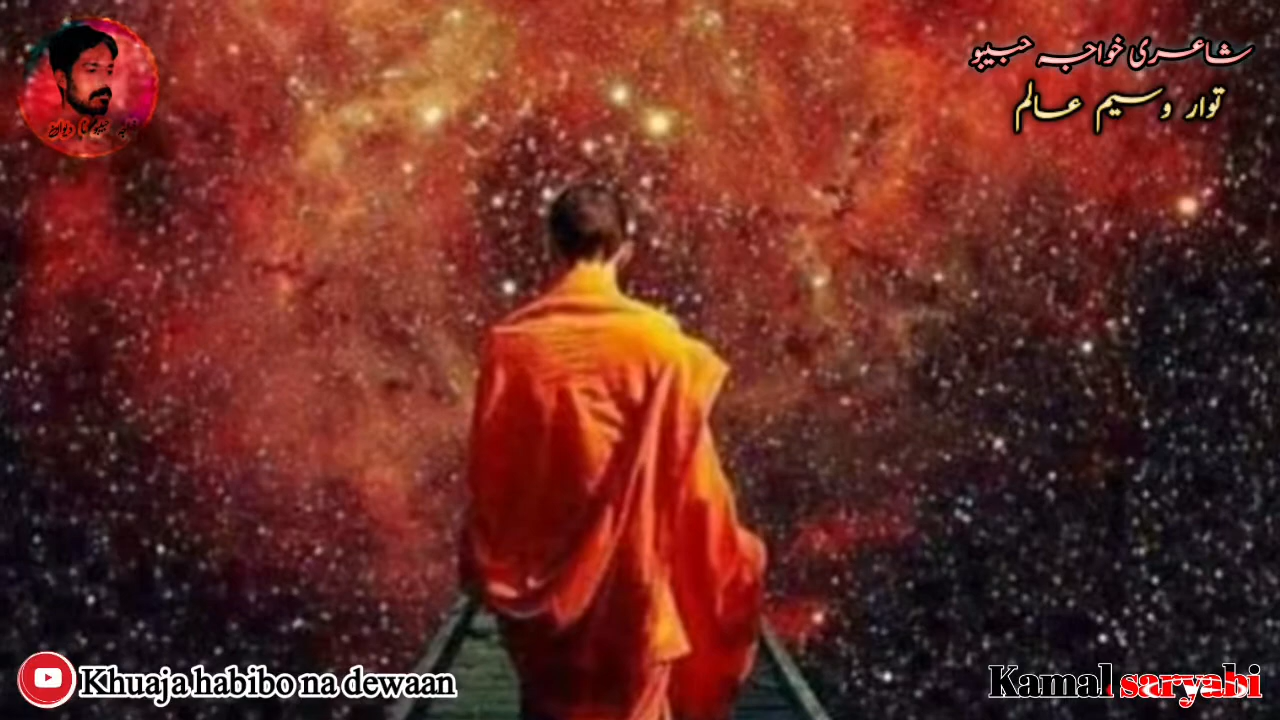 شاعری خواجہ حبیبو
توار وسیم عالم
Khuaja habibo na dewaan
Kamal saryabi